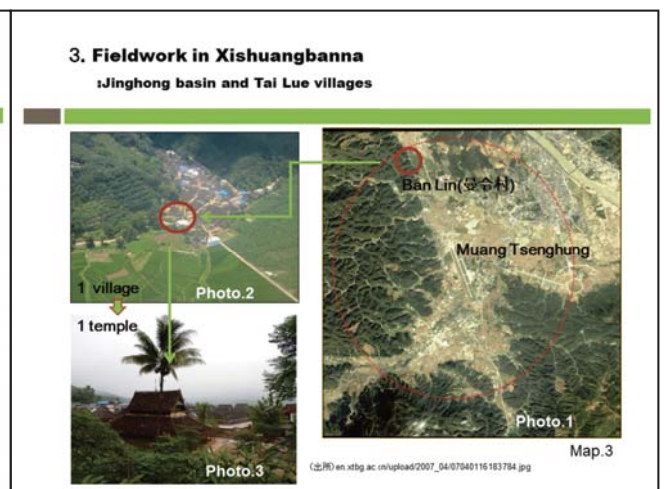 3. Fieldwork in Xishuangbanna
:Jinghong basin and Tai Lue villages
Ban Lin(曼令村)
Muang Tsenghung
1 village
Photo.2
1 temple
Photo.1
Photo.3
Map.3
(出所)en.xtbg.ac.cn/upload/2007_04/07040116183784.jpg